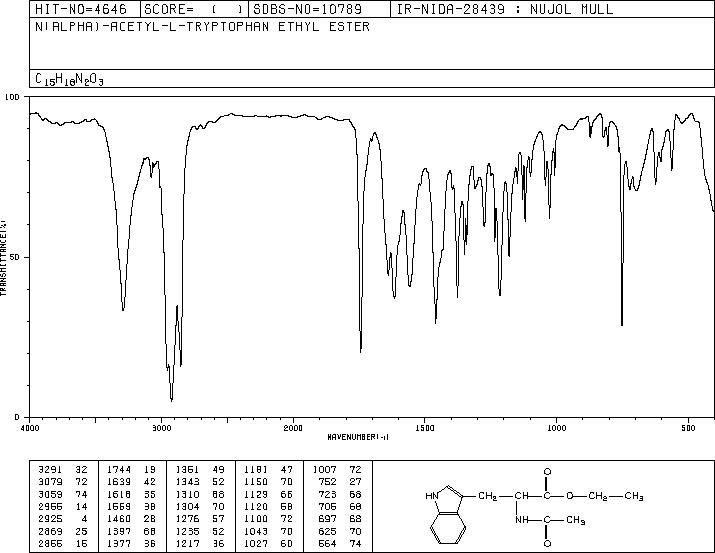 HIT-NO=4646 SCORE= ( ) SDBS-NO=10789 IR-NIDA-28439 : NUJOL MULL
N(ALPHA)-ACETYL-L-TRYPTOPHAN ETHYL ESTER
C15H18N2O3
100
50
0
TRANSMITTANCE(%)
4000 3000 2000 1500 1000 500
WAVENUMBER(-1)
3291 32 1744 19 1361 49 1181 47 1007 72
3079 72 1639 42 1343 52 1150 70 752 27
3059 74 1618 35 1310 68 1129 66 723 68
2955 14 1559 38 1304 70 1120 58 706 68
2925 4 1460 28 1276 57 1100 72 697 68
2869 25 1397 68 1235 52 1043 70 625 70
2855 15 1377 36 1217 36 1027 60 564 74
O
HN CH2 CH C O CH2 CH3
NH C CH3
O